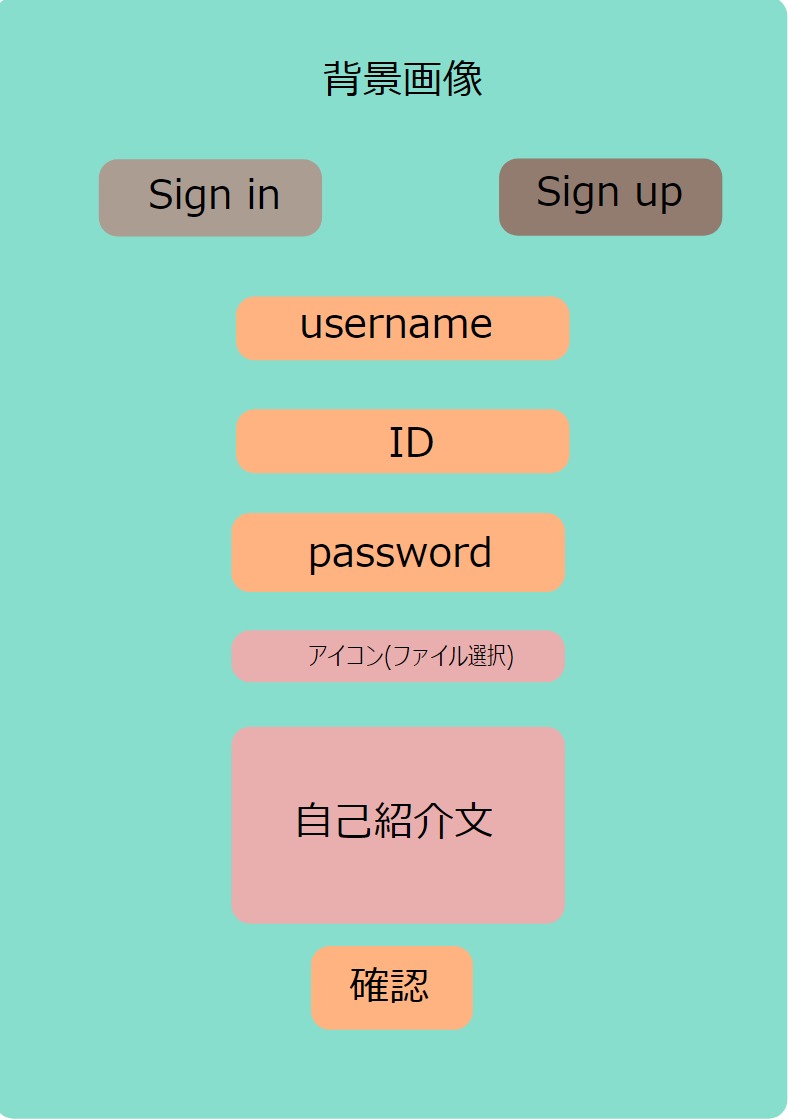 背景画像
Sign in
Sign up
username
ID
password
アイコン(ファイル選択)
自己紹介文
確認